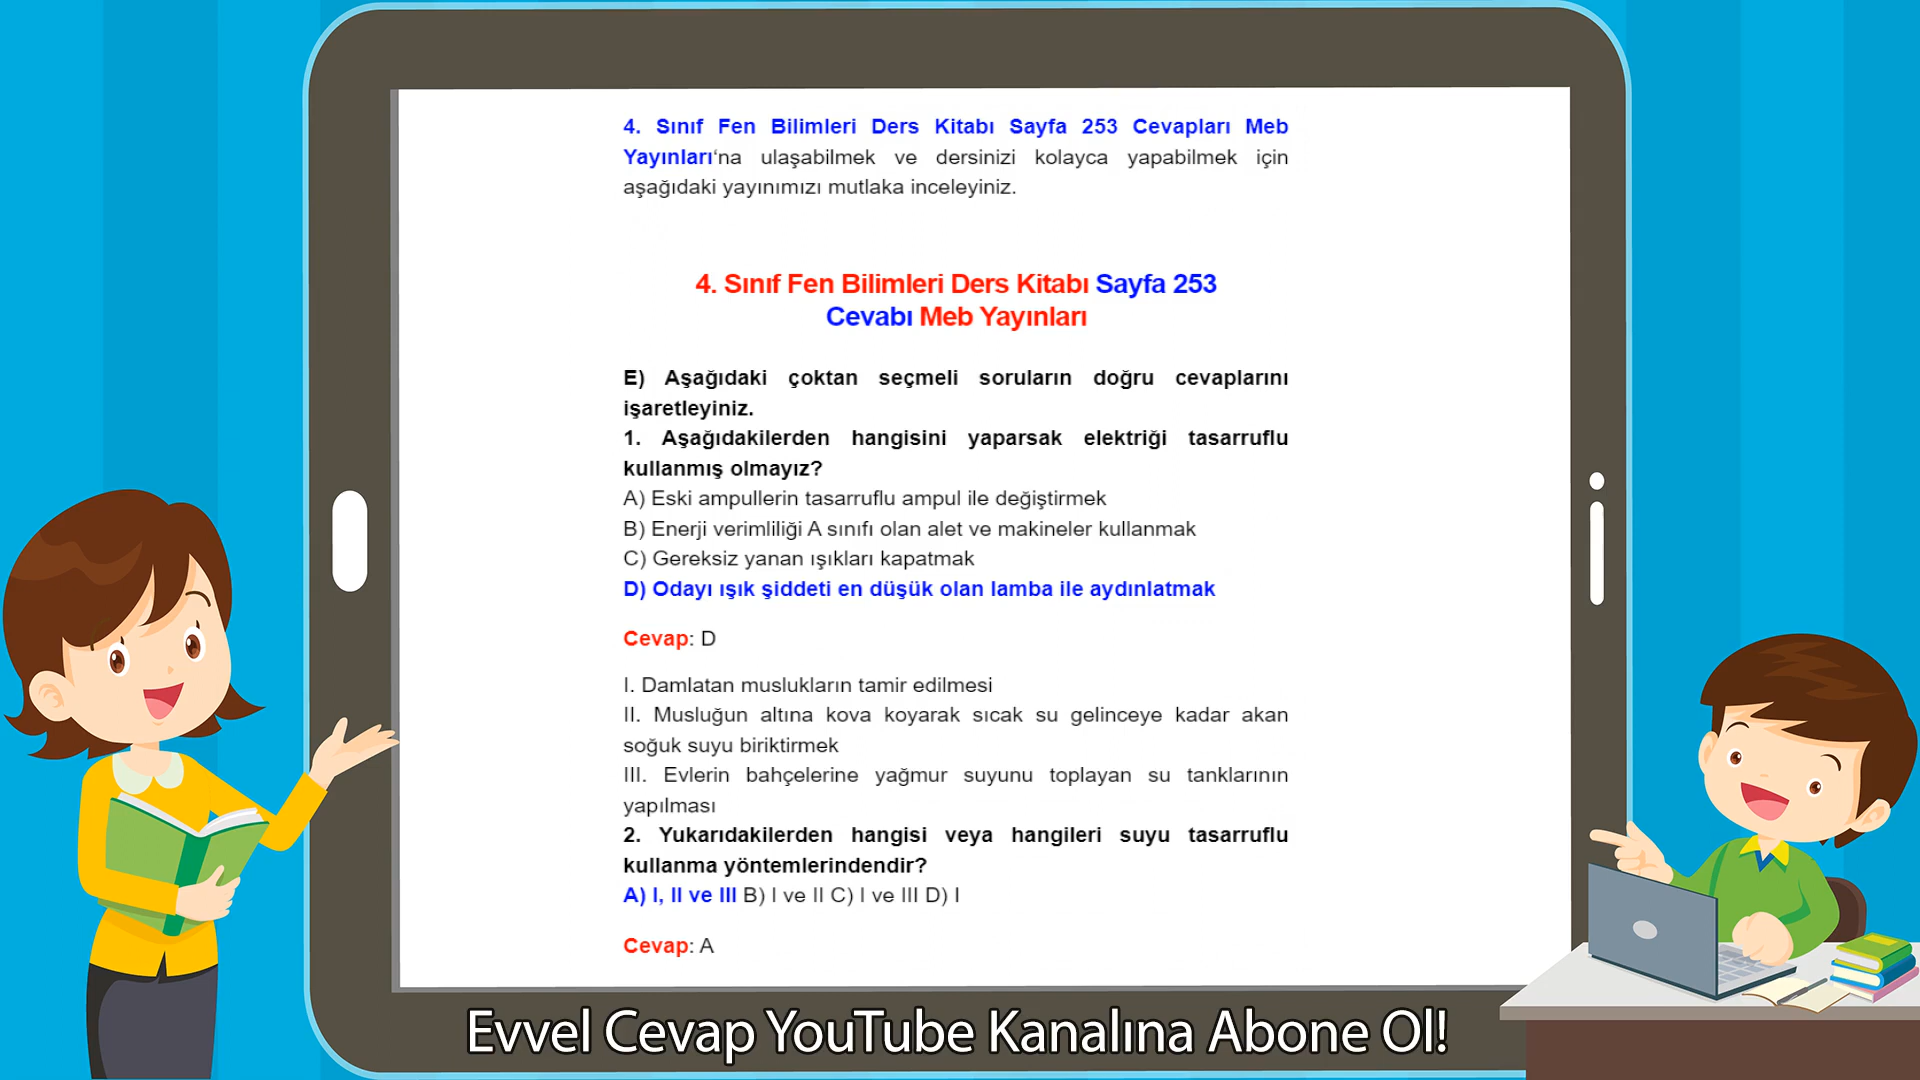 4. Sınıf Fen Bilimleri Ders Kitabı Sayfa 253 Cevapları Meb
Yayınları‘na ulaşabilmek ve dersinizi kolayca yapabilmek için
aşağıdaki yayınımızı mutlaka inceleyiniz.
4. Sınıf Fen Bilimleri Ders Kitabı Sayfa 253
Cevabı Meb Yayınları
E) Aşağıdaki çoktan seçmeli soruların doğru cevaplarını
işaretleyiniz.
1. Aşağıdakilerden hangisini yaparsak elektriği tasarruflu
kullanmış olmayız?
A) Eski ampullerin tasarruflu ampul ile değiştirmek
B) Enerji verimliliği A sınıfı olan alet ve makineler kullanmak
C) Gereksiz yanan ışıkları kapatmak
D) Odayı ışık şiddeti en düşük olan lamba ile aydınlatmak
Cevap: D
I. Damlatan muslukların tamir edilmesi
II. Musluğun altına kova koyarak sıcak su gelinceye kadar akan
soğuk suyu biriktirmek
III. Evlerin bahçelerine yağmur suyunu toplayan su tanklarının
yapılması
2. Yukarıdakilerden hangisi veya hangileri suyu tasarruflu
kullanma yöntemlerindendir?
A) I, II ve III B) I ve II C) I ve III D) I
Cevap: A
Evvel Cevap YouTube Kanalına Abone Ol!